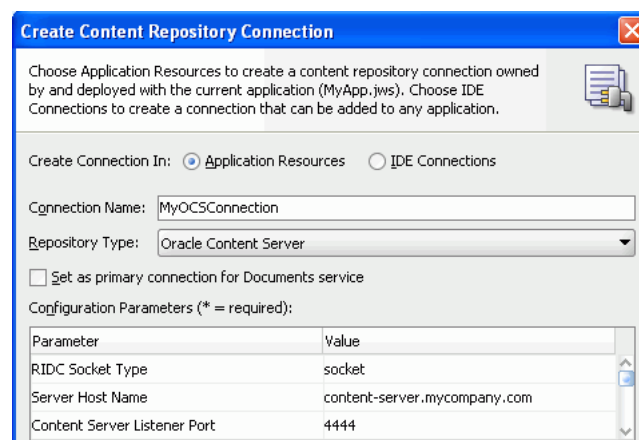 Create Content Repository Connection
Choose Application Resources to create a content repository connection owned
by and deployed with the current application (MyApp.jws). Choose IDE
Connections to create a connection that can be added to any application.
Create Connection In: Application Resources IDE Connections
Connection Name: MyOCSConnection
Repository Type: Oracle Content Server
Set as primary connection for Documents service
Configuration Parameters (* = required):
Parameter Value
RIDC Socket Type socket
Server Host Name content-server.mycompany.com
Content Server Listener Port 4444